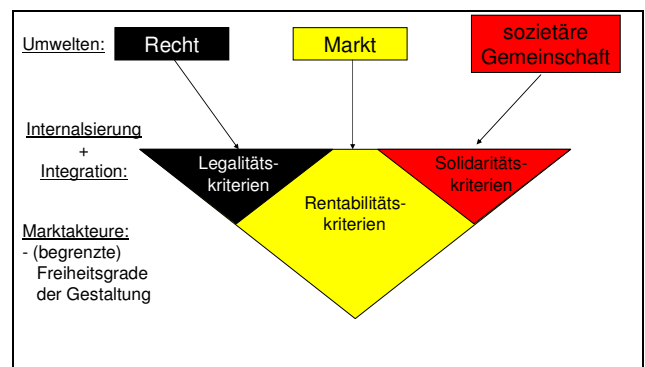 Umwelten:
Recht
Markt
sozietäre
Gemeinschaft
Internalsierung
+
Integration:
Legalitäts-
kriterien
Rentabilitäts-
kriterien
Solidaritäts-
kriterien
Marktakteure:
- (begrenzte)
Freiheitsgrade
der Gestaltung